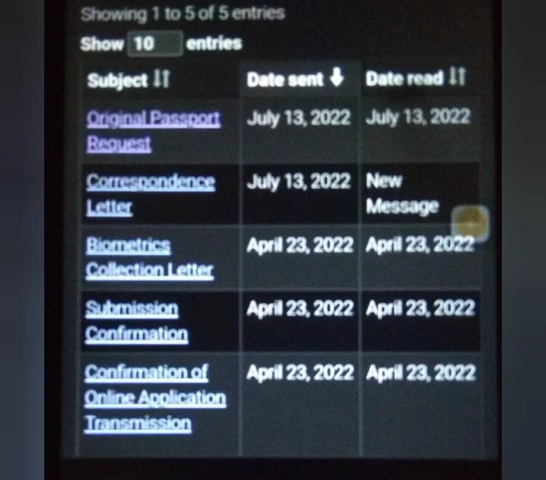 Showing 1 to 5 of 5 entries
Show 10 entries
Subject Date sent Date read
Original Passport Request July 13, 2022 July 13, 2022
Correspondence Letter July 13, 2022 New Message
Biometrics Collection Letter April 23, 2022 April 23, 2022
Submission Confirmation April 23, 2022 April 23, 2022
Confirmation of Online Application Transmission April 23, 2022 April 23, 2022